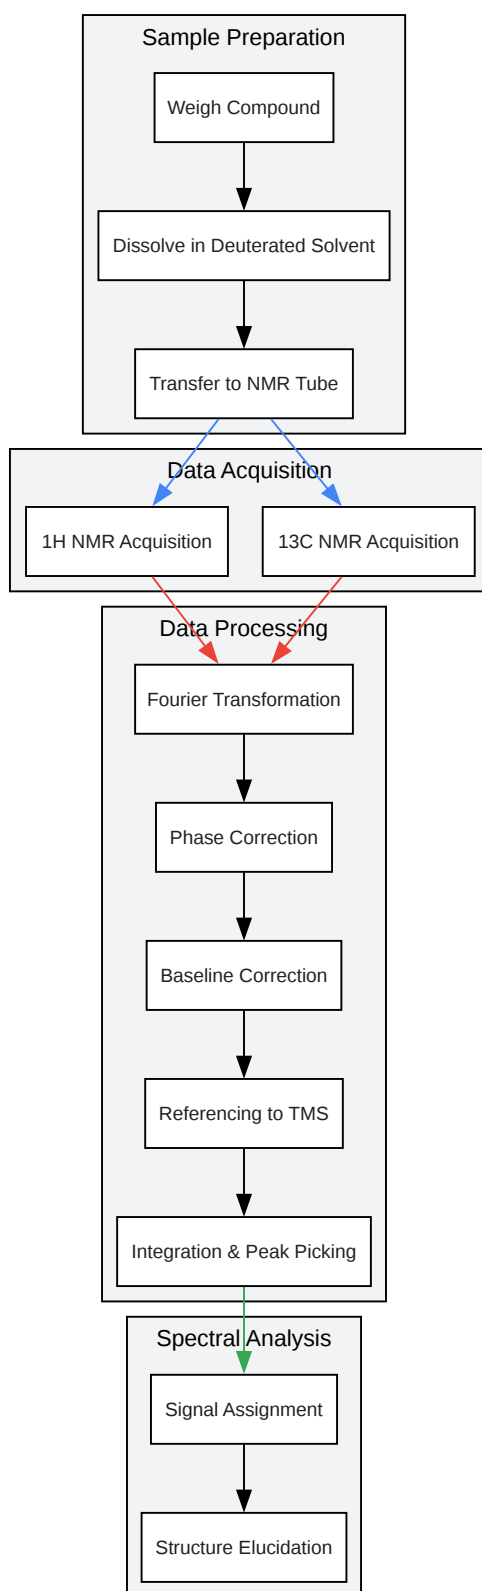 Sample Preparation
Weigh Compound
Dissolve in Deuterated Solvent
Transfer to NMR Tube
Data Acquisition
1H NMR Acquisition
13C NMR Acquisition
Data Processing
Fourier Transformation
Phase Correction
Baseline Correction
Referencing to TMS
Integration & Peak Picking
Spectral Analysis
Signal Assignment
Structure Elucidation